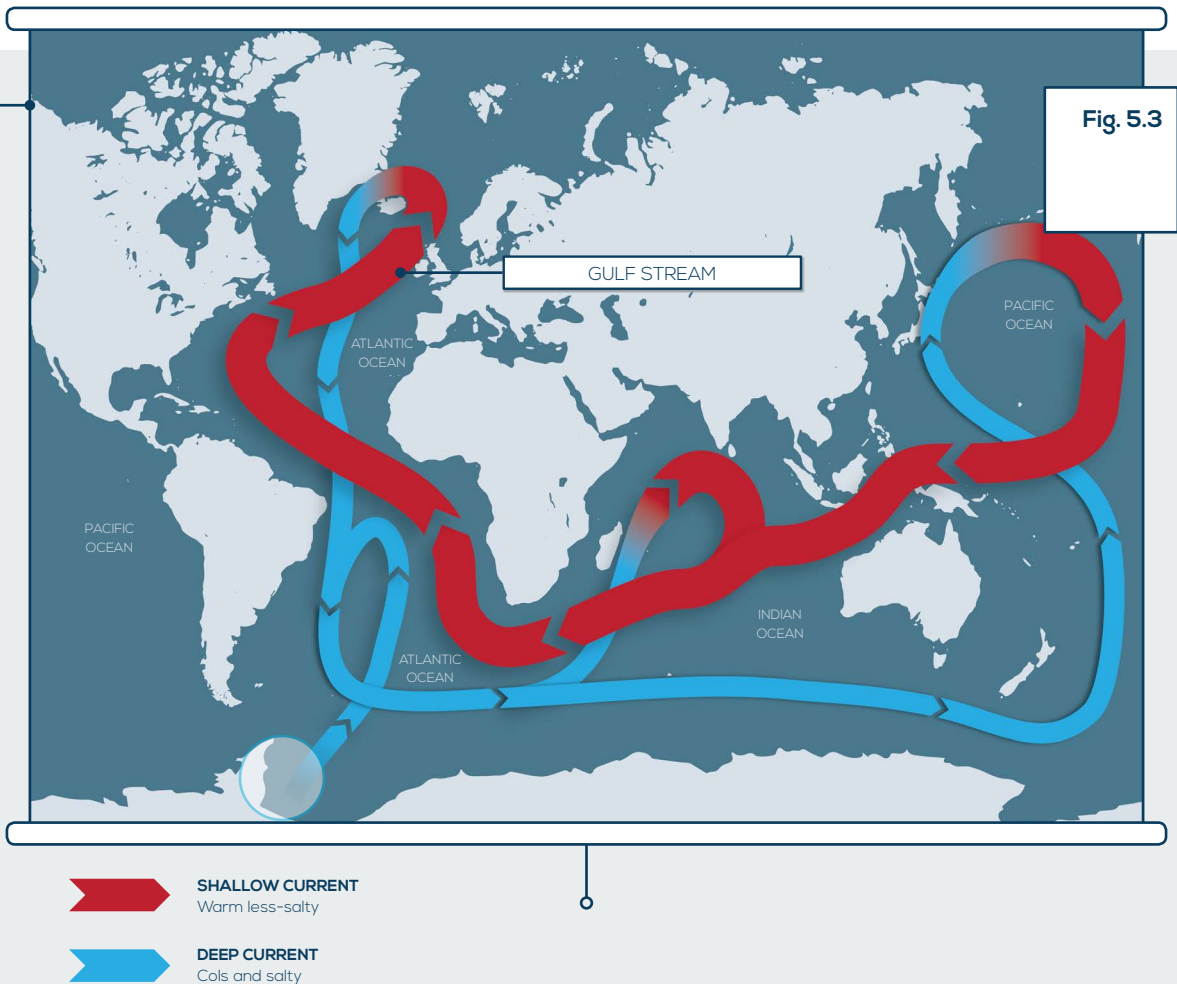 Fig. 5.3
GULF STREAM
PACIFIC
OCEAN
ATLANTIC
OCEAN
PACIFIC
OCEAN
INDIAN
OCEAN
ATLANTIC
OCEAN
SHALLOW CURRENT
Warm less-salty
DEEP CURRENT
Cols and salty